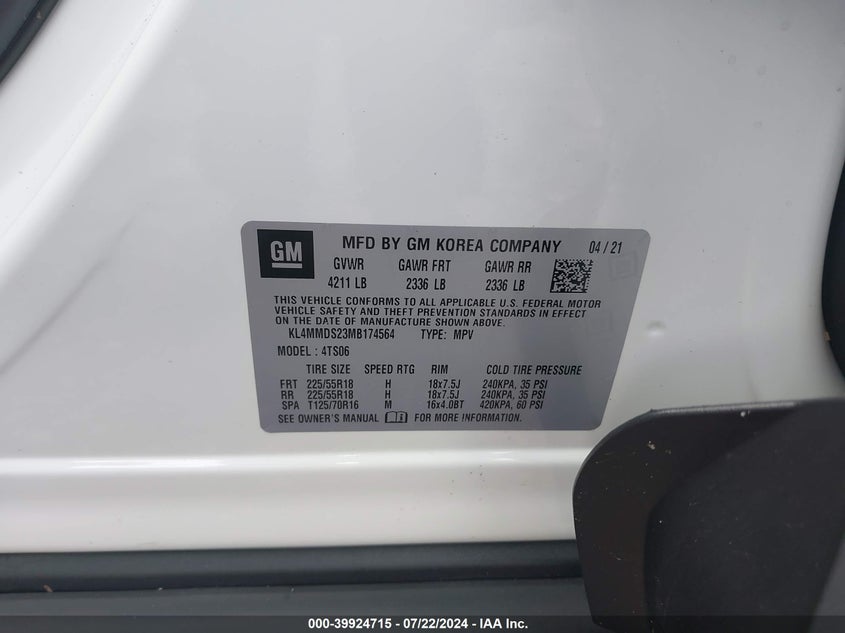 GM
MFD BY GM KOREA COMPANY 04 / 21
GVWR GAWR FRT GAWR RR
4211 LB 2336 LB 2336 LB
THIS VEHICLE CONFORMS TO ALL APPLICABLE U.S. FEDERAL MOTOR
VEHICLE SAFETY AND THEFT PREVENTION STANDARDS IN EFFECT
ON THE DATE OF MANUFACTURE SHOWN ABOVE.
KL4MMDS23MB174564 TYPE: MPV
MODEL : 4TS06
TIRE SIZE SPEED RTG RIM COLD TIRE PRESSURE
FRT 225/55R18 H 18x7.5J 240KPA, 35 PSI
RR 225/55R18 H 18x7.5J 240KPA, 35 PSI
SPA T125/70R16 M 16x4.0BT 420KPA, 60 PSI
SEE OWNER'S MANUAL FOR MORE INFORMATION.
000-39924715 - 07/22/2024 - IAA Inc.